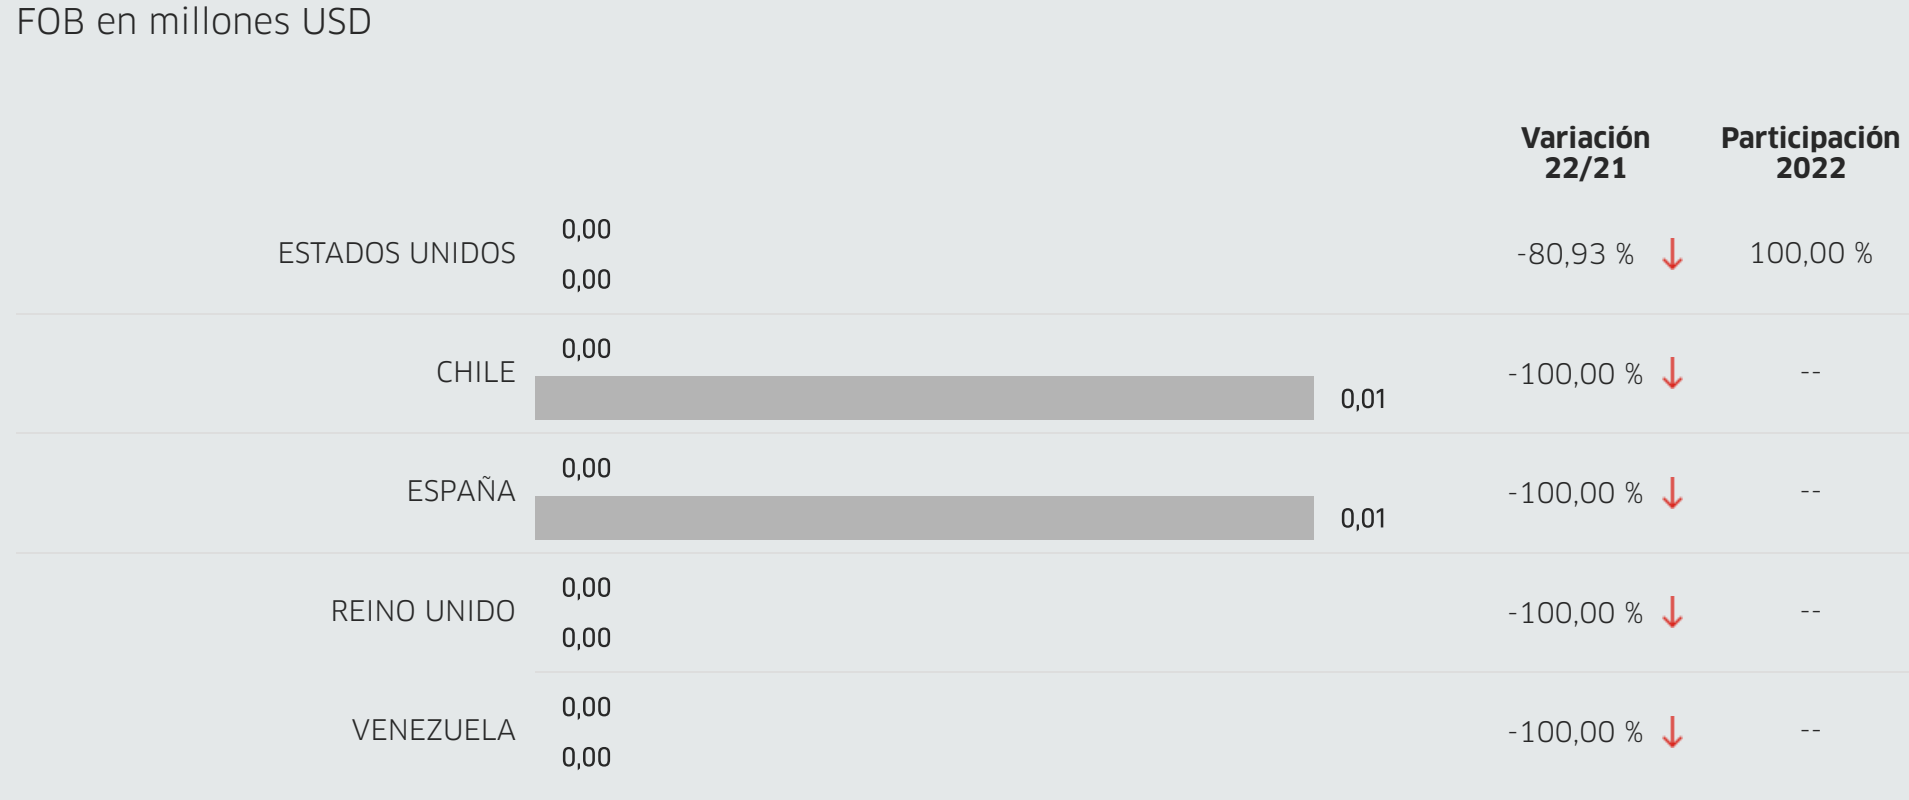 FOB en millones USD
Variación Participación
22/21 2022
0,00
ESTADOS UNIDOS -80,93 % 100,00 %
0,00
0,00
CHILE -100,00 % --
0,01
0,00
ESPAÑA -100,00 % --
0,01
0,00
REINO UNIDO -100,00 % --
0,00
0,00
VENEZUELA -100,00 % --
0,00